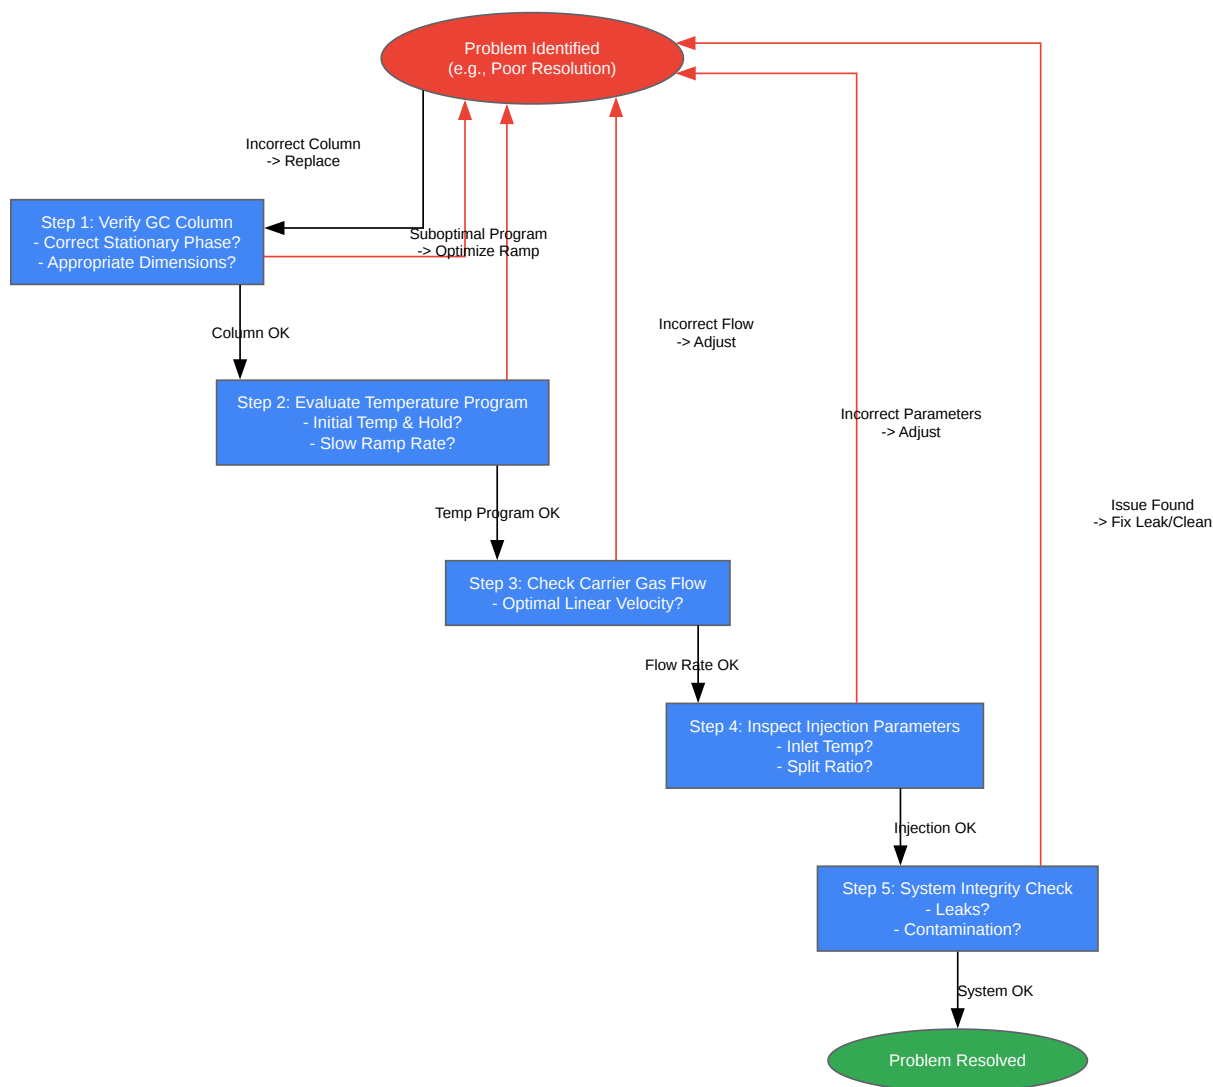 Problem Identified
(e.g., Poor Resolution)
Incorrect Column
-> Replace
Step 1: Verify GC Column
- Correct Stationary Phase?
- Appropriate Dimensions?
Suboptimal Program
-> Optimize Ramp
Column OK
Incorrect Flow
-> Adjust
Step 2: Evaluate Temperature Program
- Initial Temp & Hold?
- Slow Ramp Rate?
Incorrect Parameters
-> Adjust
Temp Program OK
Issue Found
-> Fix Leak/Clean
Step 3: Check Carrier Gas Flow
- Optimal Linear Velocity?
Flow Rate OK
Step 4: Inspect Injection Parameters
- Inlet Temp?
- Split Ratio?
Injection OK
Step 5: System Integrity Check
- Leaks?
- Contamination?
System OK
Problem Resolved